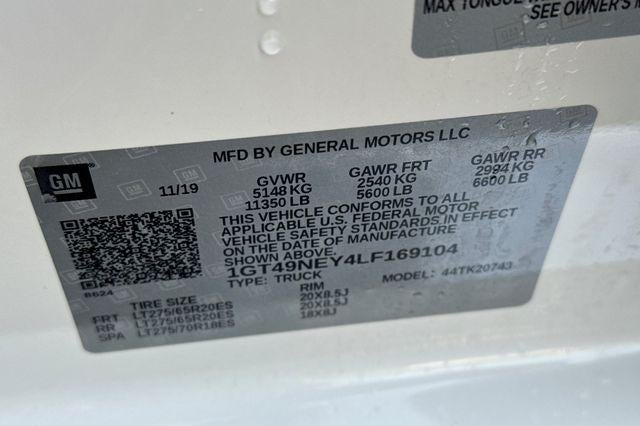 MAX TONGUE
SEE OWNER'S
MFD BY GENERAL MOTORS LLC
GM
11/19
GVWR GAWR FRT GAWR RR
5148 KG 2540 KG 2994 KG
11350 LB 5600 LB 6600 LB
THIS VEHICLE CONFORMS TO ALL
APPLICABLE U.S. FEDERAL MOTOR
VEHICLE SAFETY STANDARDS IN EFFECT
ON THE DATE OF MANUFACTURE
SHOWN ABOVE.
1GT49NEY4LF169104
TYPE: TRUCK MODEL: 44TK20743
B624
TIRE SIZE RIM
FRT LT275/65R20ES 20X8.5J
RR LT275/65R20ES 20X8.5J
SPA LT275/70R18ES 18X8J